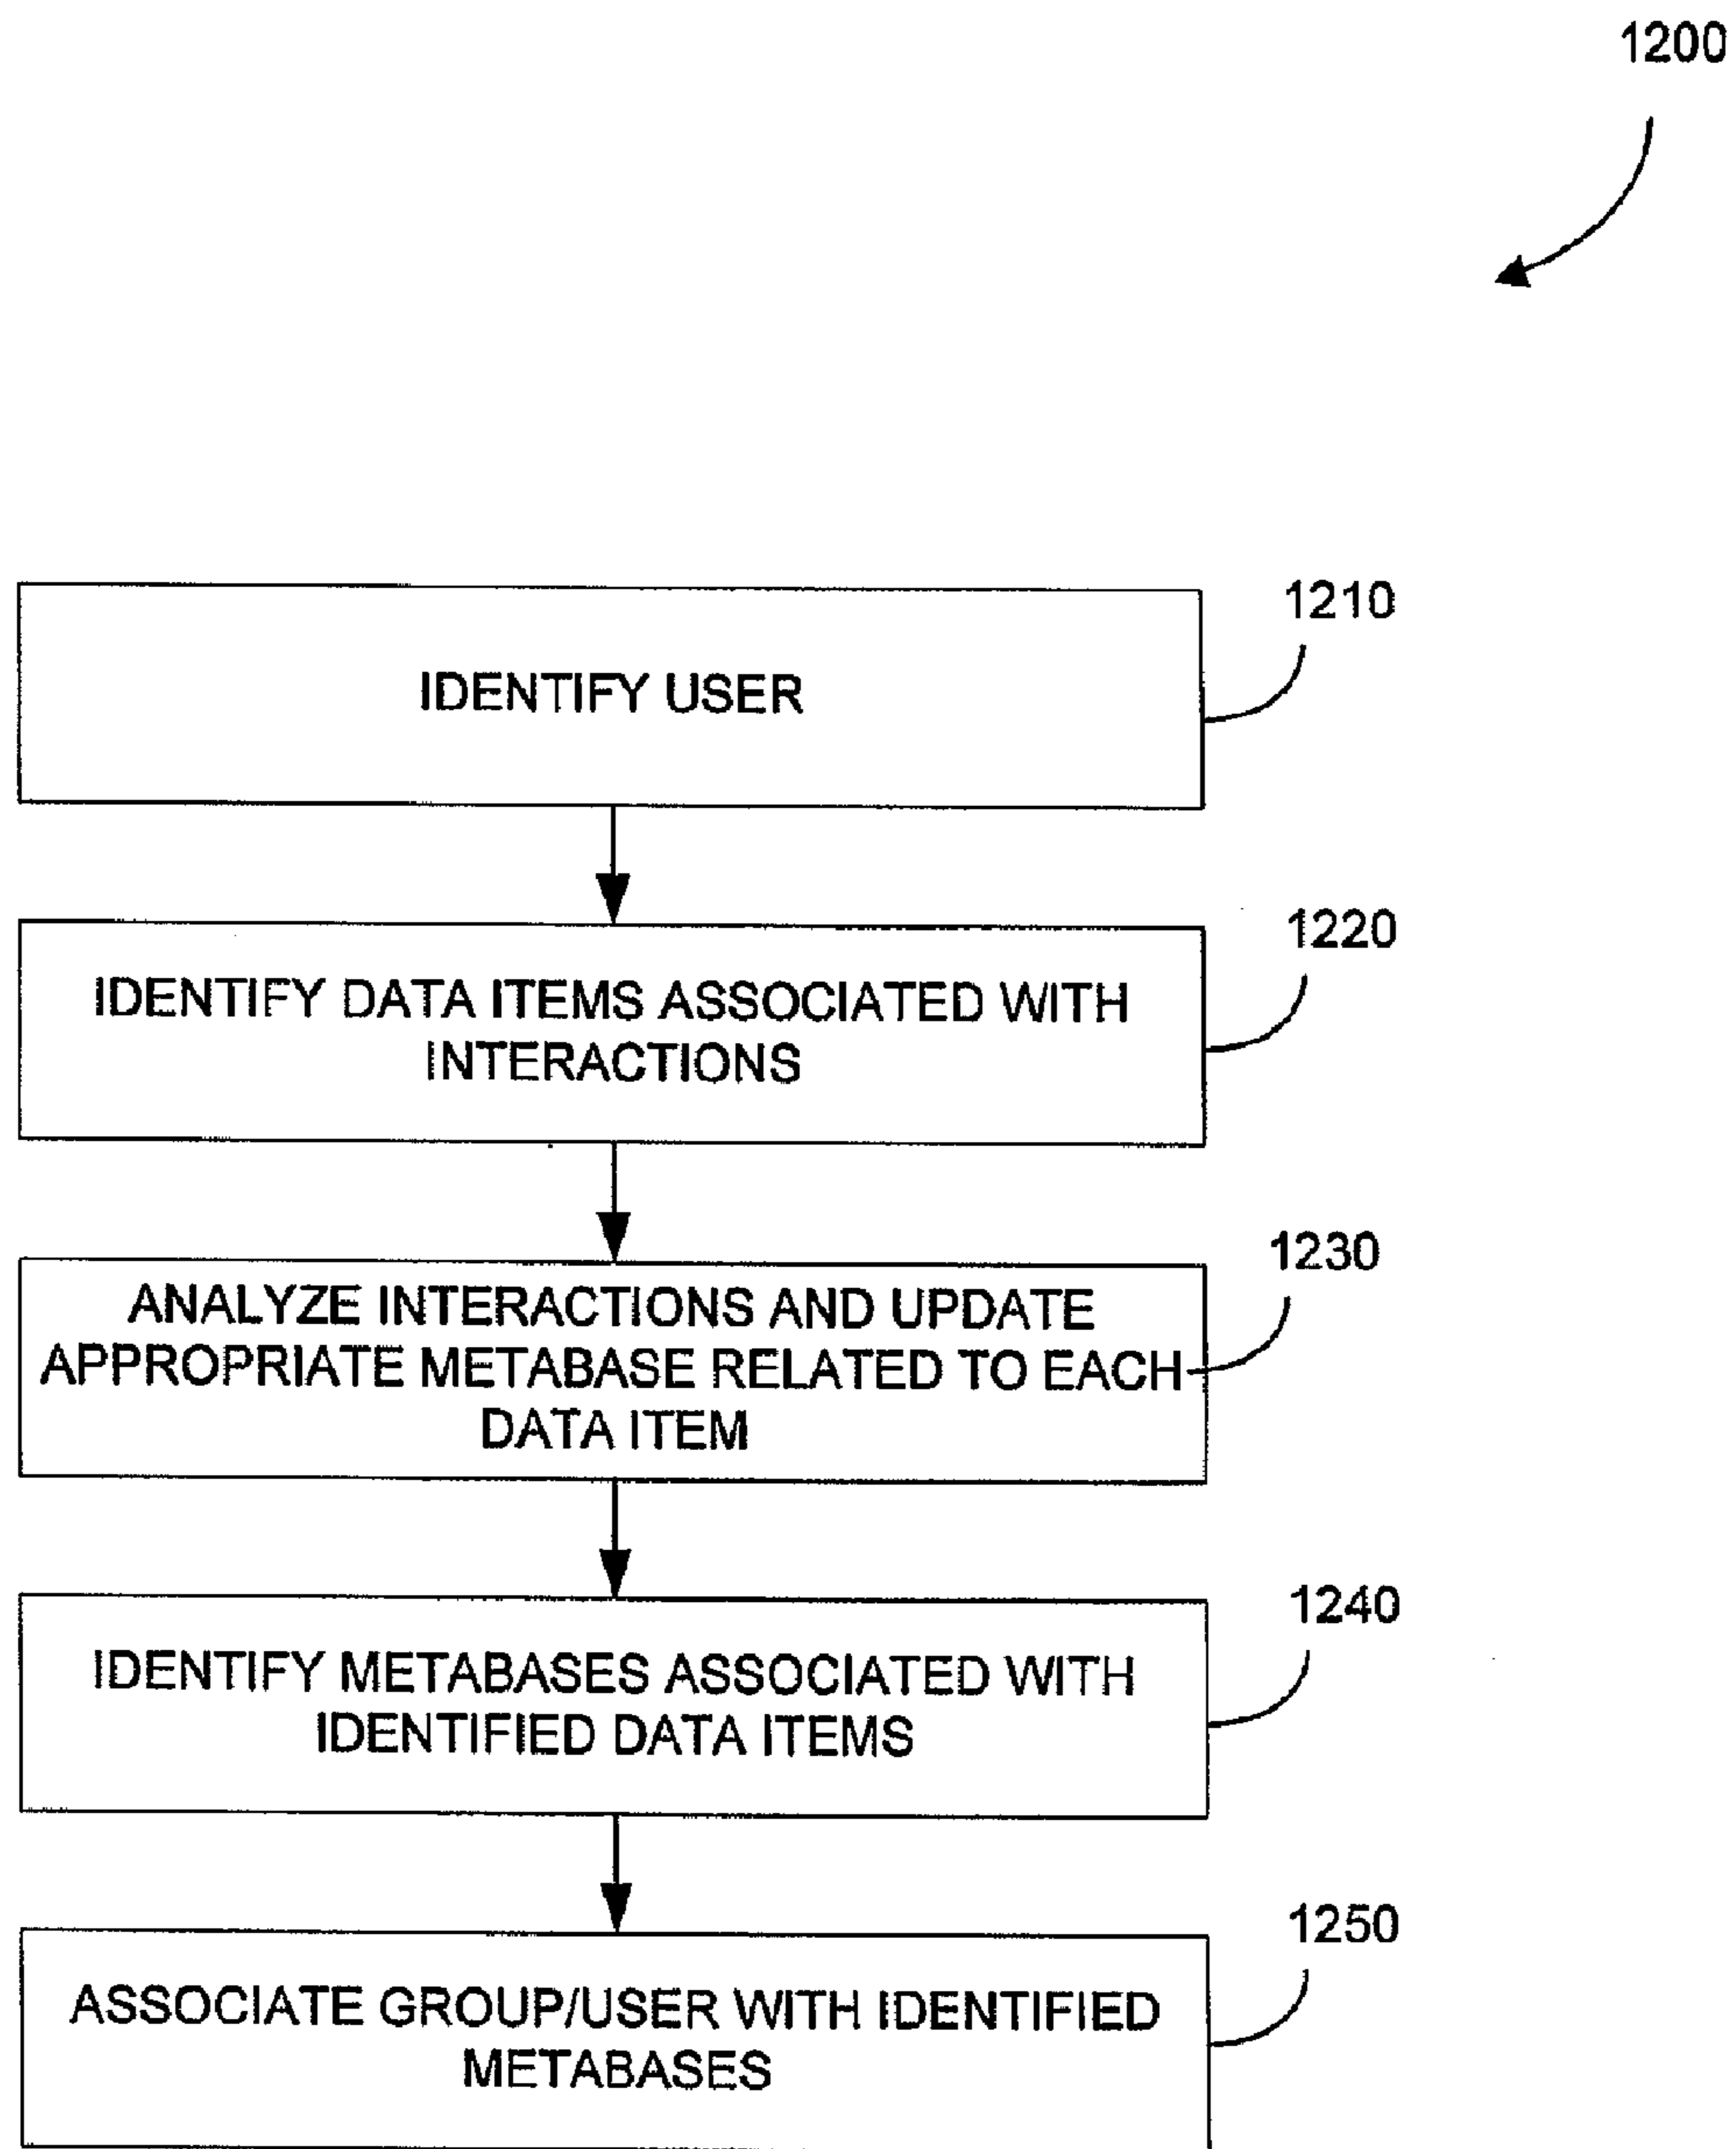 1200
1210
IDENTIFY USER
1220
IDENTIFY DATA ITEMS ASSOCIATED WITH
INTERACTIONS
1230
ANALYZE INTERACTIONS AND UPDATE
APPROPRIATE METABASE RELATED TO EACH
DATA ITEM
1240
IDENTIFY METABASES ASSOCIATED WITH
IDENTIFIED DATA ITEMS
1250
ASSOCIATE GROUP/USER WITH IDENTIFIED
METABASES